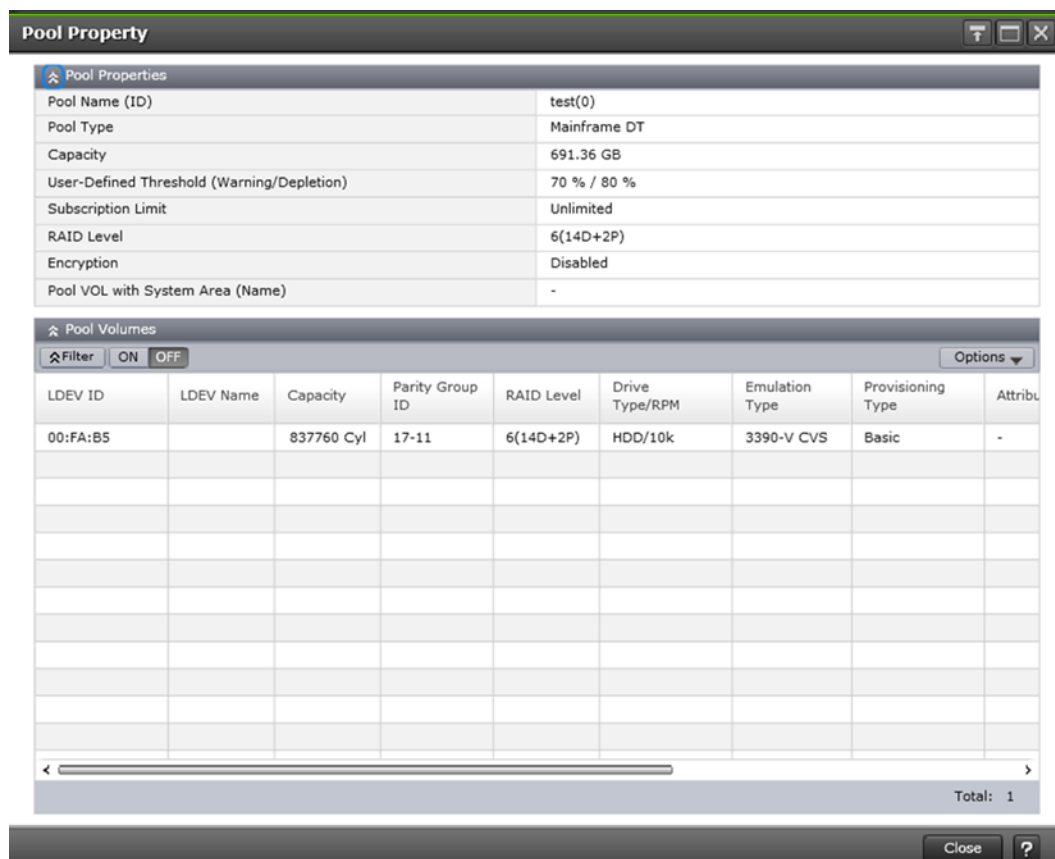 Pool Property
Pool Properties
Pool Name (ID) test(0)
Pool Type Mainframe DT
Capacity 691.36 GB
User-Defined Threshold (Warning/Depletion) 70 % / 80 %
Subscription Limit Unlimited
RAID Level 6(14D+2P)
Encryption Disabled
Pool VOL with System Area (Name) -
Pool Volumes
Filter ON OFF Options
LDEV ID LDEV Name Capacity Parity Group ID RAID Level Drive Type/RPM Emulation Type Provisioning Type Attribu
00:FA:B5 837760 Cyl 17-11 6(14D+2P) HDD/10k 3390-V CVS Basic -
Total: 1
Close ?